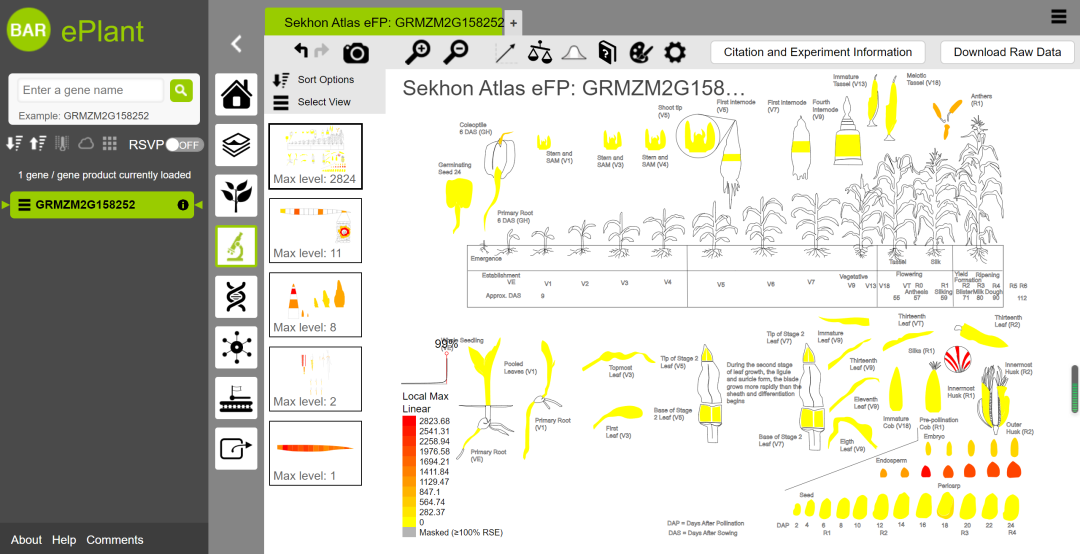 BAR ePlant
Enter a gene name
Example: GRMZM2G158252
RSVP OFF
1 gene / gene product currently loaded
GRMZM2G158252
About Help Comments
Sekhon Atlas eFP: GRMZM2G158252
+
Citation and Experiment Information
Download Raw Data
Sort Options
Select View
Max level: 2824
Max level: 11
Max level: 8
Max level: 2
Max level: 1
Sekhon Atlas eFP: GRMZM2G158…
Coleoptile
6 DAS (GH)
Germinating
Seed 24
Primary Root
6 DAS (GH)
Stem and
SAM (V1)
Stem and
SAM (V3)
Stem and
SAM (V4)
Shoot tip
(V5)
First Internode
(V6)
First Internode
(V7)
Fourth
Internode
(V9)
Immature
Tassel (V13)
Meiotic
Tassel (V18)
Anthers
(R1)
Emergence
Tassel
Silk
Establishment
VE V1 V2 V3 V4 V5 V6 V7
Vegetative
V9 V13 V18
Flowering
VT R0 R1
Anthesis Silking
Yield Formation
Ripening
R2 R3 R4 R5 R6
Blister Milk Dough
Approx. DAS 9 55 57 59 71 80 90 112
99%
Whole Seedling
(VE)
Pooled
Leaves (V1)
Primary Root
(V1)
Primary Root
(VE)
Topmost
Leaf (V3)
First
Leaf (V3)
Tip of Stage 2
Leaf (V5)
Base of Stage
2 Leaf (V5)
During the second stage
of leaf growth, the ligule
and auricle form, the blade
grows more rapidly than the
sheath and differentiation
begins
Tip of Stage 2
Leaf (V7)
Base of Stage 2
Leaf (V7)
Immature
Leaf (V9)
Thirteenth
Leaf (V9)
Eleventh
Leaf (V9)
Eigth
Leaf (V9)
Thirteenth
Leaf (VT)
Thirteenth
Leaf (R2)
Silks (R1)
Immature
Cob (V18)
Pre-pollination
Cob (R1)
Innermost
Husk (R1)
Innermost
Husk (R2)
Outer
Husk (R2)
Embryo
Endosperm
Pericarp
Seed
DAP 2 4 6 8 10 12 14 16 18 20 22 24
R1 R2 R3 R4
DAP = Days After Pollination
DAS = Days After Sowing
Local Max
Linear
2823.68
2541.31
2258.94
1976.58
1694.21
1411.84
1129.47
847.1
564.74
282.37
0
Masked (≥100% RSE)